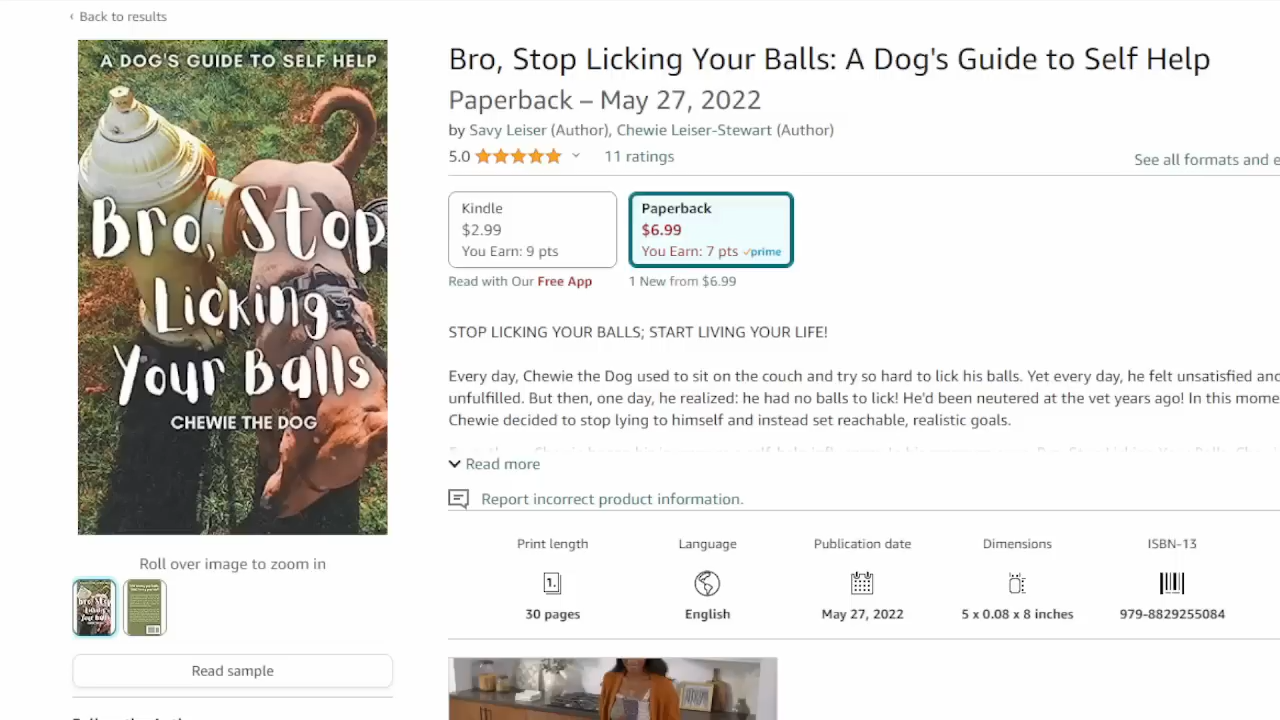 ‹ Back to results
A DOG'S GUIDE TO SELF HELP
Bro, Stop
Licking
Your Balls
CHEWIE THE DOG
Roll over image to zoom in
Read sample
Bro, Stop Licking Your Balls: A Dog's Guide to Self Help
Paperback – May 27, 2022
by Savy Leiser (Author), Chewie Leiser-Stewart (Author)
5.0 11 ratings
See all formats and e
Kindle
$2.99
You Earn: 9 pts
Paperback
$6.99
You Earn: 7 pts prime
Read with Our Free App
1 New from $6.99
STOP LICKING YOUR BALLS; START LIVING YOUR LIFE!
Every day, Chewie the Dog used to sit on the couch and try so hard to lick his balls. Yet every day, he felt unsatisfied and
unfulfilled. But then, one day, he realized: he had no balls to lick! He'd been neutered at the vet years ago! In this mome
Chewie decided to stop lying to himself and instead set reachable, realistic goals.
Read more
Report incorrect product information.
Print length
1.
30 pages
Language
English
Publication date
May 27, 2022
Dimensions
5 x 0.08 x 8 inches
ISBN-13
979-8829255084